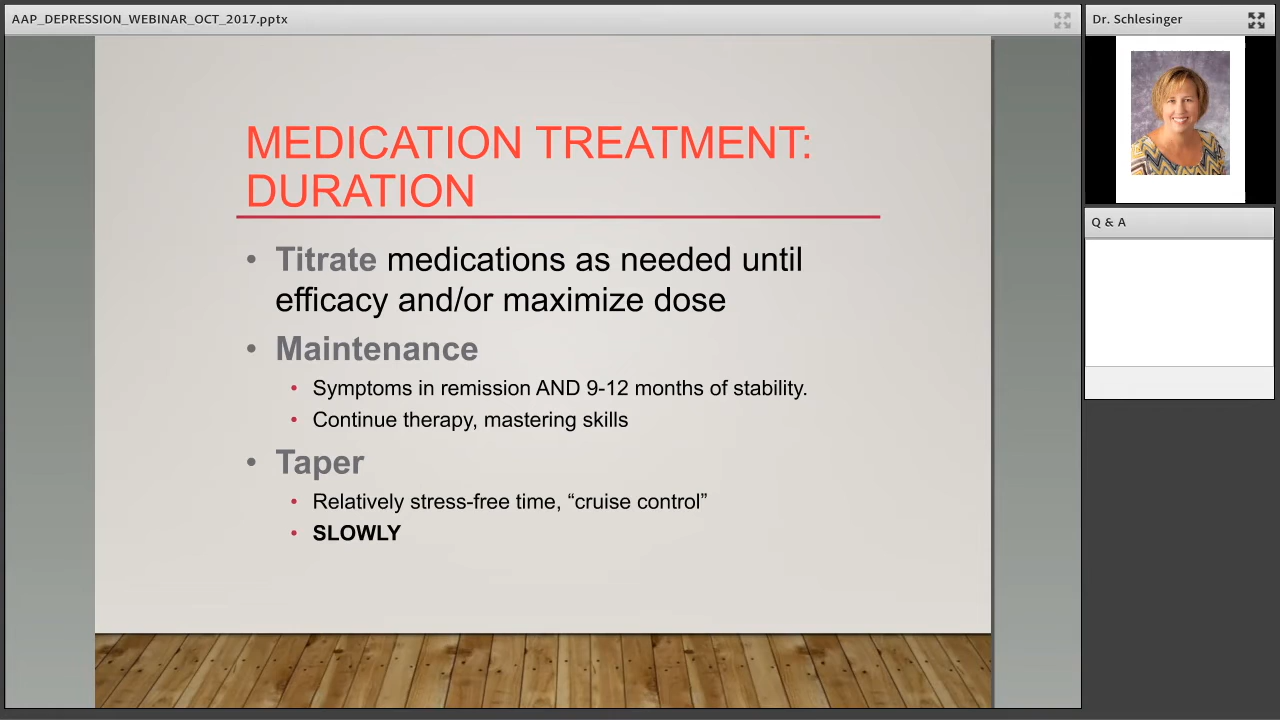 AAP_DEPRESSION_WEBINAR_OCT_2017.pptx
MEDICATION TREATMENT:
DURATION
• Titrate medications as needed until
efficacy and/or maximize dose
• Maintenance
• Symptoms in remission AND 9-12 months of stability.
• Continue therapy, mastering skills
• Taper
• Relatively stress-free time, “cruise control”
• SLOWLY
Dr. Schlesinger
Q & A